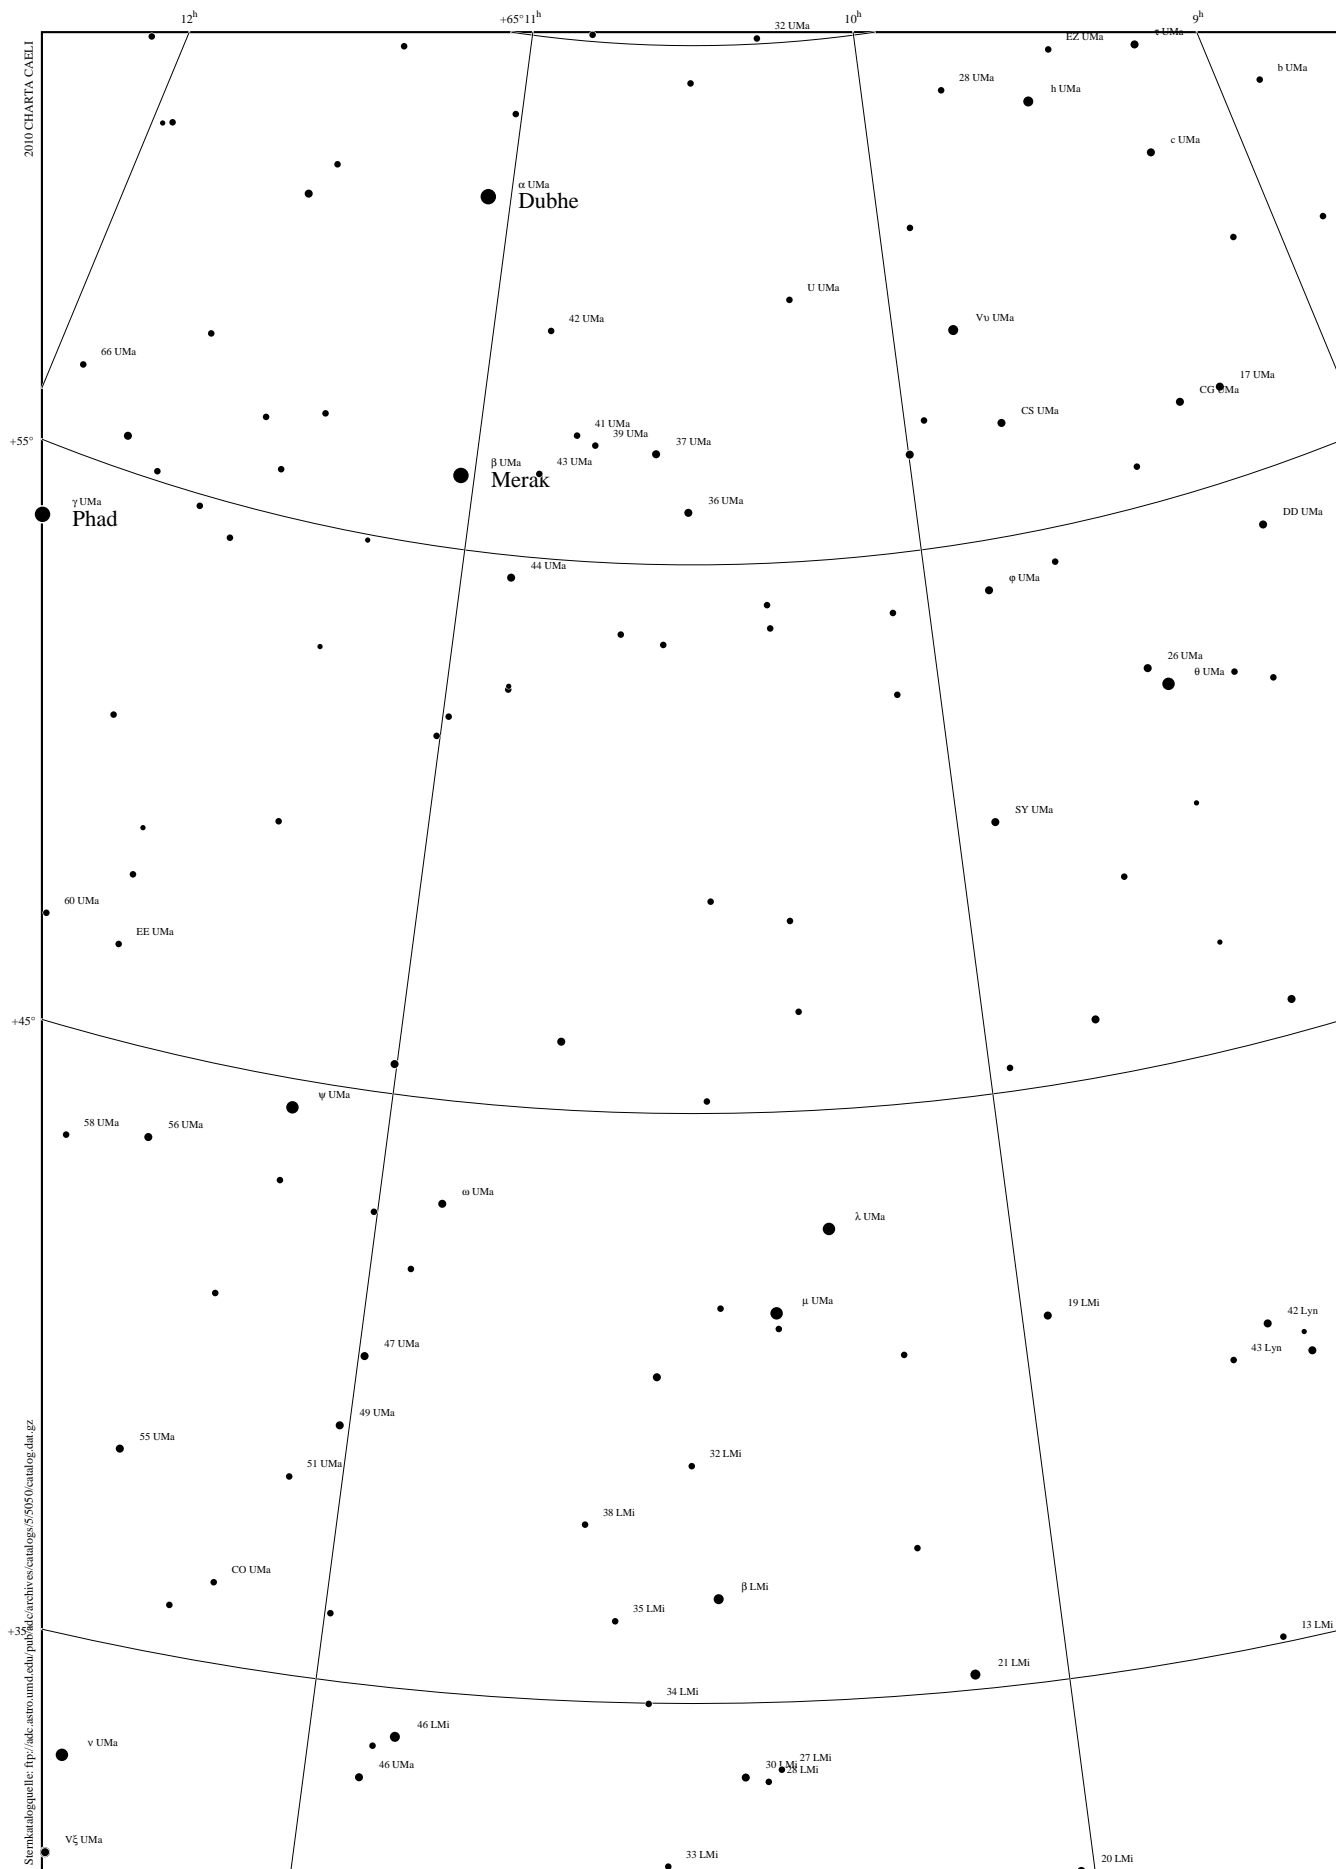 12h
+65° 11h
10h
9h
32 UMa
EZ UMa
τ UMa
b UMa
28 UMa
h UMa
2010 CHARTA CAELI
c UMa
α UMa
Dubhe
U UMa
42 UMa
Vυ UMa
66 UMa
17 UMa
CG UMa
41 UMa
39 UMa
37 UMa
CS UMa
+55°
β UMa
Merak
43 UMa
γ UMa
Phad
36 UMa
DD UMa
44 UMa
φ UMa
26 UMa
θ UMa
SY UMa
60 UMa
EE UMa
+45°
ψ UMa
58 UMa
56 UMa
ω UMa
λ UMa
μ UMa
19 LMi
42 Lyn
43 Lyn
47 UMa
49 UMa
55 UMa
51 UMa
32 LMi
38 LMi
CO UMa
β LMi
35 LMi
13 LMi
+35°
21 LMi
34 LMi
46 LMi
ν UMa
46 UMa
30 LMi
27 LMi
28 LMi
Vξ UMa
33 LMi
20 LMi
Sternkatalogquelle: ftp://adc.astro.umd.edu/pub/adc/archives/catalogs/5/5050/catalog.dat.gz